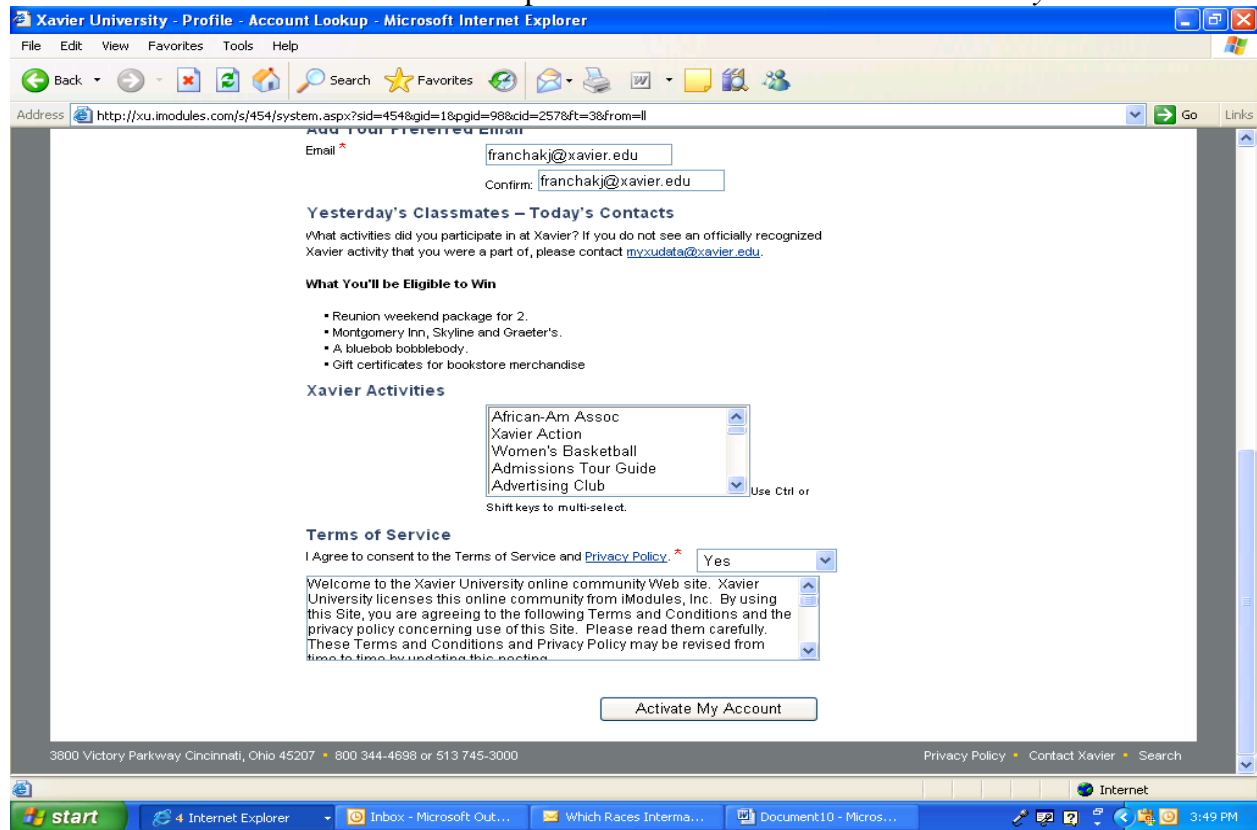 Xavier University - Profile - Account Lookup - Microsoft Internet Explorer
File Edit View Favorites Tools Help
Back Search Favorites
Address http://xu.imodules.com/s/454/system.aspx?sid=454&gid=1&pgid=98&cid=257&ft=3&from=ll Go Links
Add Your Preferred Email
Email * franchakj@xavier.edu
Confirm: franchakj@xavier.edu
Yesterday's Classmates – Today's Contacts
What activities did you participate in at Xavier? If you do not see an officially recognized
Xavier activity that you were a part of, please contact myxudata@xavier.edu.
What You'll be Eligible to Win
▪ Reunion weekend package for 2.
▪ Montgomery Inn, Skyline and Graeter's.
▪ A bluebob bobblebody.
▪ Gift certificates for bookstore merchandise
Xavier Activities
African-Am Assoc
Xavier Action
Women's Basketball
Admissions Tour Guide
Advertising Club
Use Ctrl or
Shift keys to multi-select.
Terms of Service
I Agree to consent to the Terms of Service and Privacy Policy. * Yes
Welcome to the Xavier University online community Web site. Xavier
University licenses this online community from iModules, Inc. By using
this Site, you are agreeing to the following Terms and Conditions and the
privacy policy concerning use of this Site. Please read them carefully.
These Terms and Conditions and Privacy Policy may be revised from
time to time by updating this posting
Activate My Account
3800 Victory Parkway Cincinnati, Ohio 45207 • 800 344-4698 or 513 745-3000 Privacy Policy • Contact Xavier • Search
Internet
start 4 Internet Explorer Inbox - Microsoft Out... Which Races Interma... Document10 - Micros... 3:49 PM